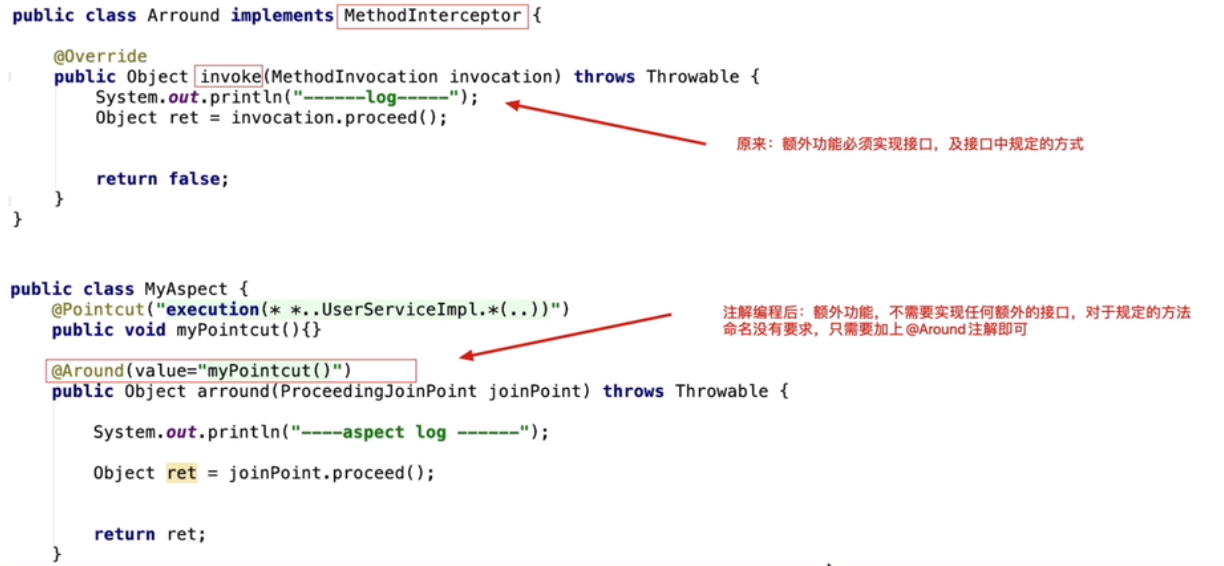 public class Arround implements MethodInterceptor {
@Override
public Object invoke(MethodInvocation invocation) throws Throwable {
System.out.println("------log-----");
Object ret = invocation.proceed();
原来：额外功能必须实现接口，及接口中规定的方式
return false;
}
}
public class MyAspect {
@Pointcut("execution(* *..UserServiceImpl.*(..))")
public void myPointcut(){}
注解编程后：额外功能，不需要实现任何额外的接口，对于规定的方法
命名没有要求，只需要加上@Around注解即可
@Around(value="myPointcut()")
public Object arround(ProceedingJoinPoint joinPoint) throws Throwable {
System.out.println("----aspect log ------");
Object ret = joinPoint.proceed();
return ret;
}